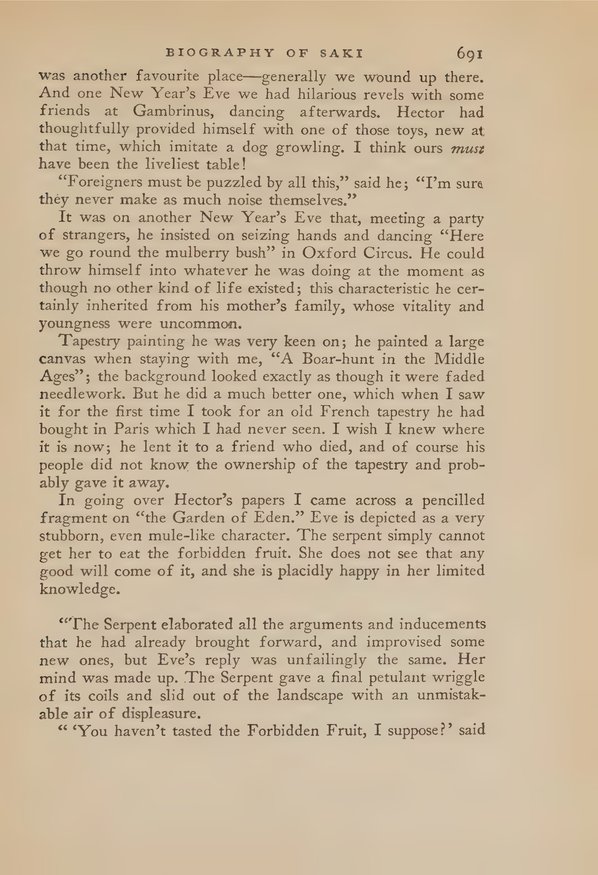 BIOGRAPHY OF SAKI 691
was another favourite place—generally we wound up there.
And one New Year's Eve we had hilarious revels with some
friends at Gambrinus, dancing afterwards. Hector had
thoughtfully provided himself with one of those toys, new at
that time, which imitate a dog growling. I think ours must
have been the liveliest table!
“Foreigners must be puzzled by all this,” said he; “I'm sure
they never make as much noise themselves.”
It was on another New Year's Eve that, meeting a party
of strangers, he insisted on seizing hands and dancing “Here
we go round the mulberry bush” in Oxford Circus. He could
throw himself into whatever he was doing at the moment as
though no other kind of life existed; this characteristic he cer-
tainly inherited from his mother's family, whose vitality and
youngness were uncommon.
Tapestry painting he was very keen on; he painted a large
canvas when staying with me, “A Boar-hunt in the Middle
Ages”; the background looked exactly as though it were faded
needlework. But he did a much better one, which when I saw
it for the first time I took for an old French tapestry he had
bought in Paris which I had never seen. I wish I knew where
it is now; he lent it to a friend who died, and of course his
people did not know the ownership of the tapestry and prob-
ably gave it away.
In going over Hector's papers I came across a pencilled
fragment on “the Garden of Eden.” Eve is depicted as a very
stubborn, even mule-like character. The serpent simply cannot
get her to eat the forbidden fruit. She does not see that any
good will come of it, and she is placidly happy in her limited
knowledge.
“The Serpent elaborated all the arguments and inducements
that he had already brought forward, and improvised some
new ones, but Eve's reply was unfailingly the same. Her
mind was made up. The Serpent gave a final petulant wriggle
of its coils and slid out of the landscape with an unmistak-
able air of displeasure.
“ ‘You haven't tasted the Forbidden Fruit, I suppose?’ said